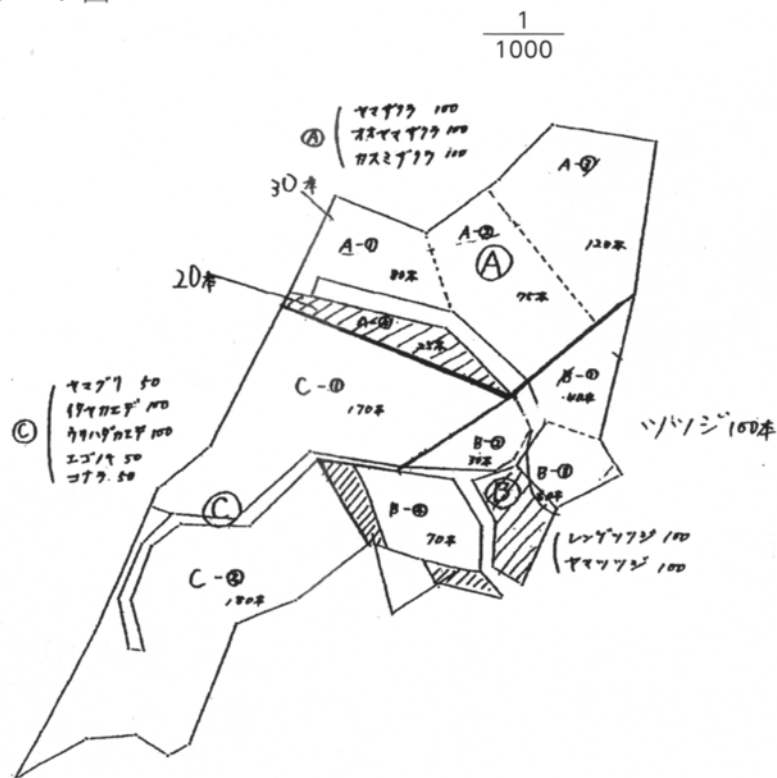 1
1000
Ⓐ
ヤマザクラ 100
オオヤマザクラ 100
カスミザクラ 100
30本
A-③
120本
A-②
Ⓐ
75本
A-①
80本
20本
A-④
25本
C-①
170本
B-①
40本
Ⓒ
ヤマグリ 50
イタヤカエデ 100
ウリハダカエデ 100
エゴノキ 50
コナラ 50
ツツジ 100本
B-②
30本
B-③
Ⓑ
B-④
70本
レンゲツツジ 100
ヤマツツジ 100
Ⓒ
C-②
180本